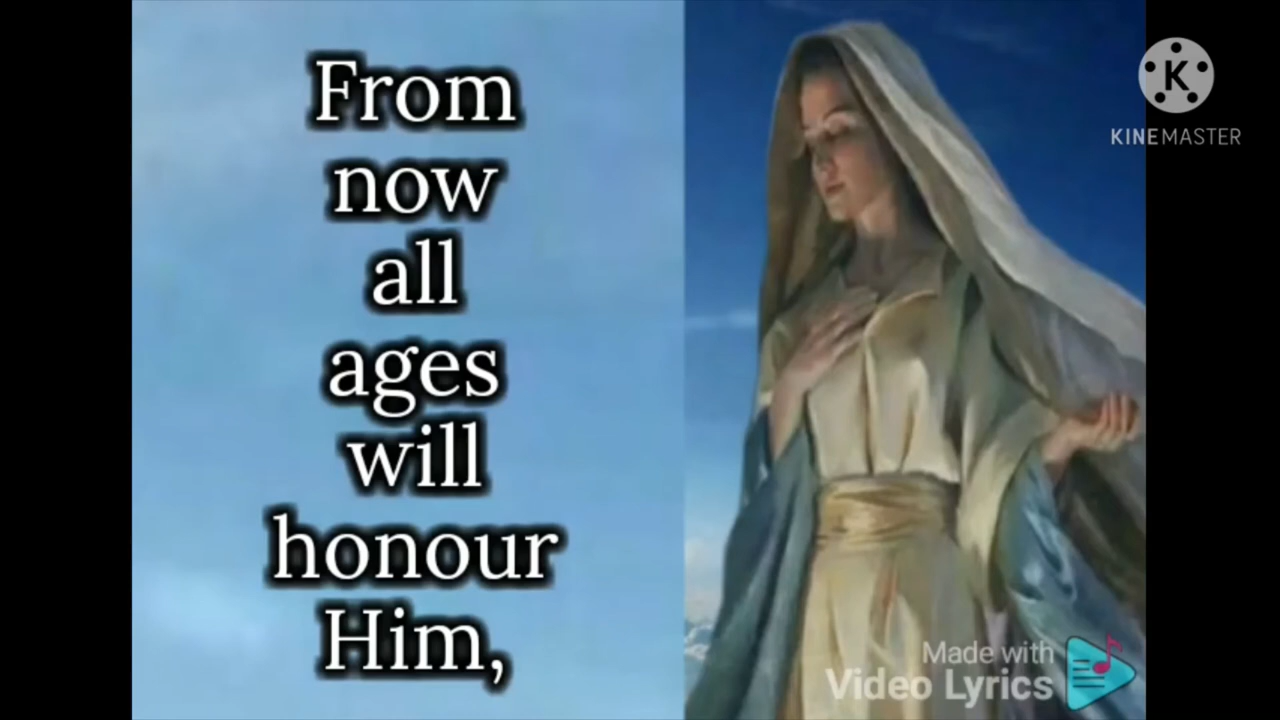 From
now
all
ages
will
honour
Him,
K
KINEMASTER
Made with
Video Lyrics